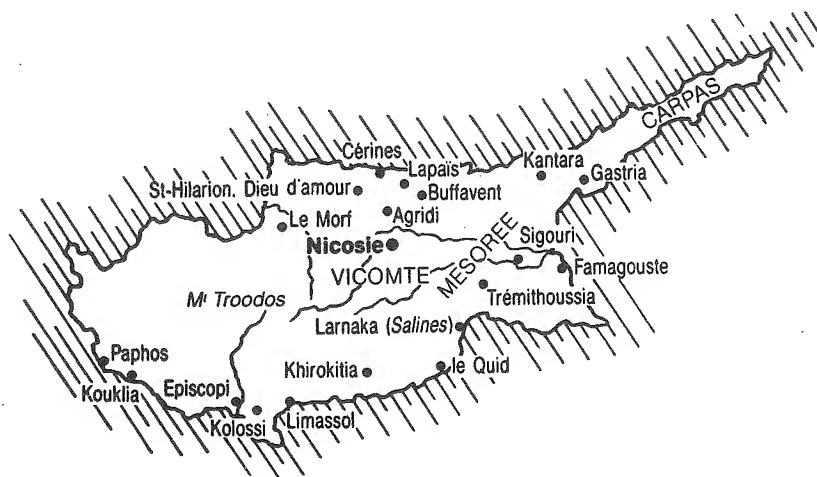 CARPAS
Cérines
Lapaïs
Kantara
Gastria
St-Hilarion. Dieu d'amour
Buffavent
Le Morf
Agridi
Sigouri
Nicosie
MESOREE
VICOMTE
Famagouste
Mt Troodos
Trémithoussia
Larnaka (Salines)
Paphos
Khirokitia
le Quid
Kouklia
Episcopi
Kolossi
Limassol